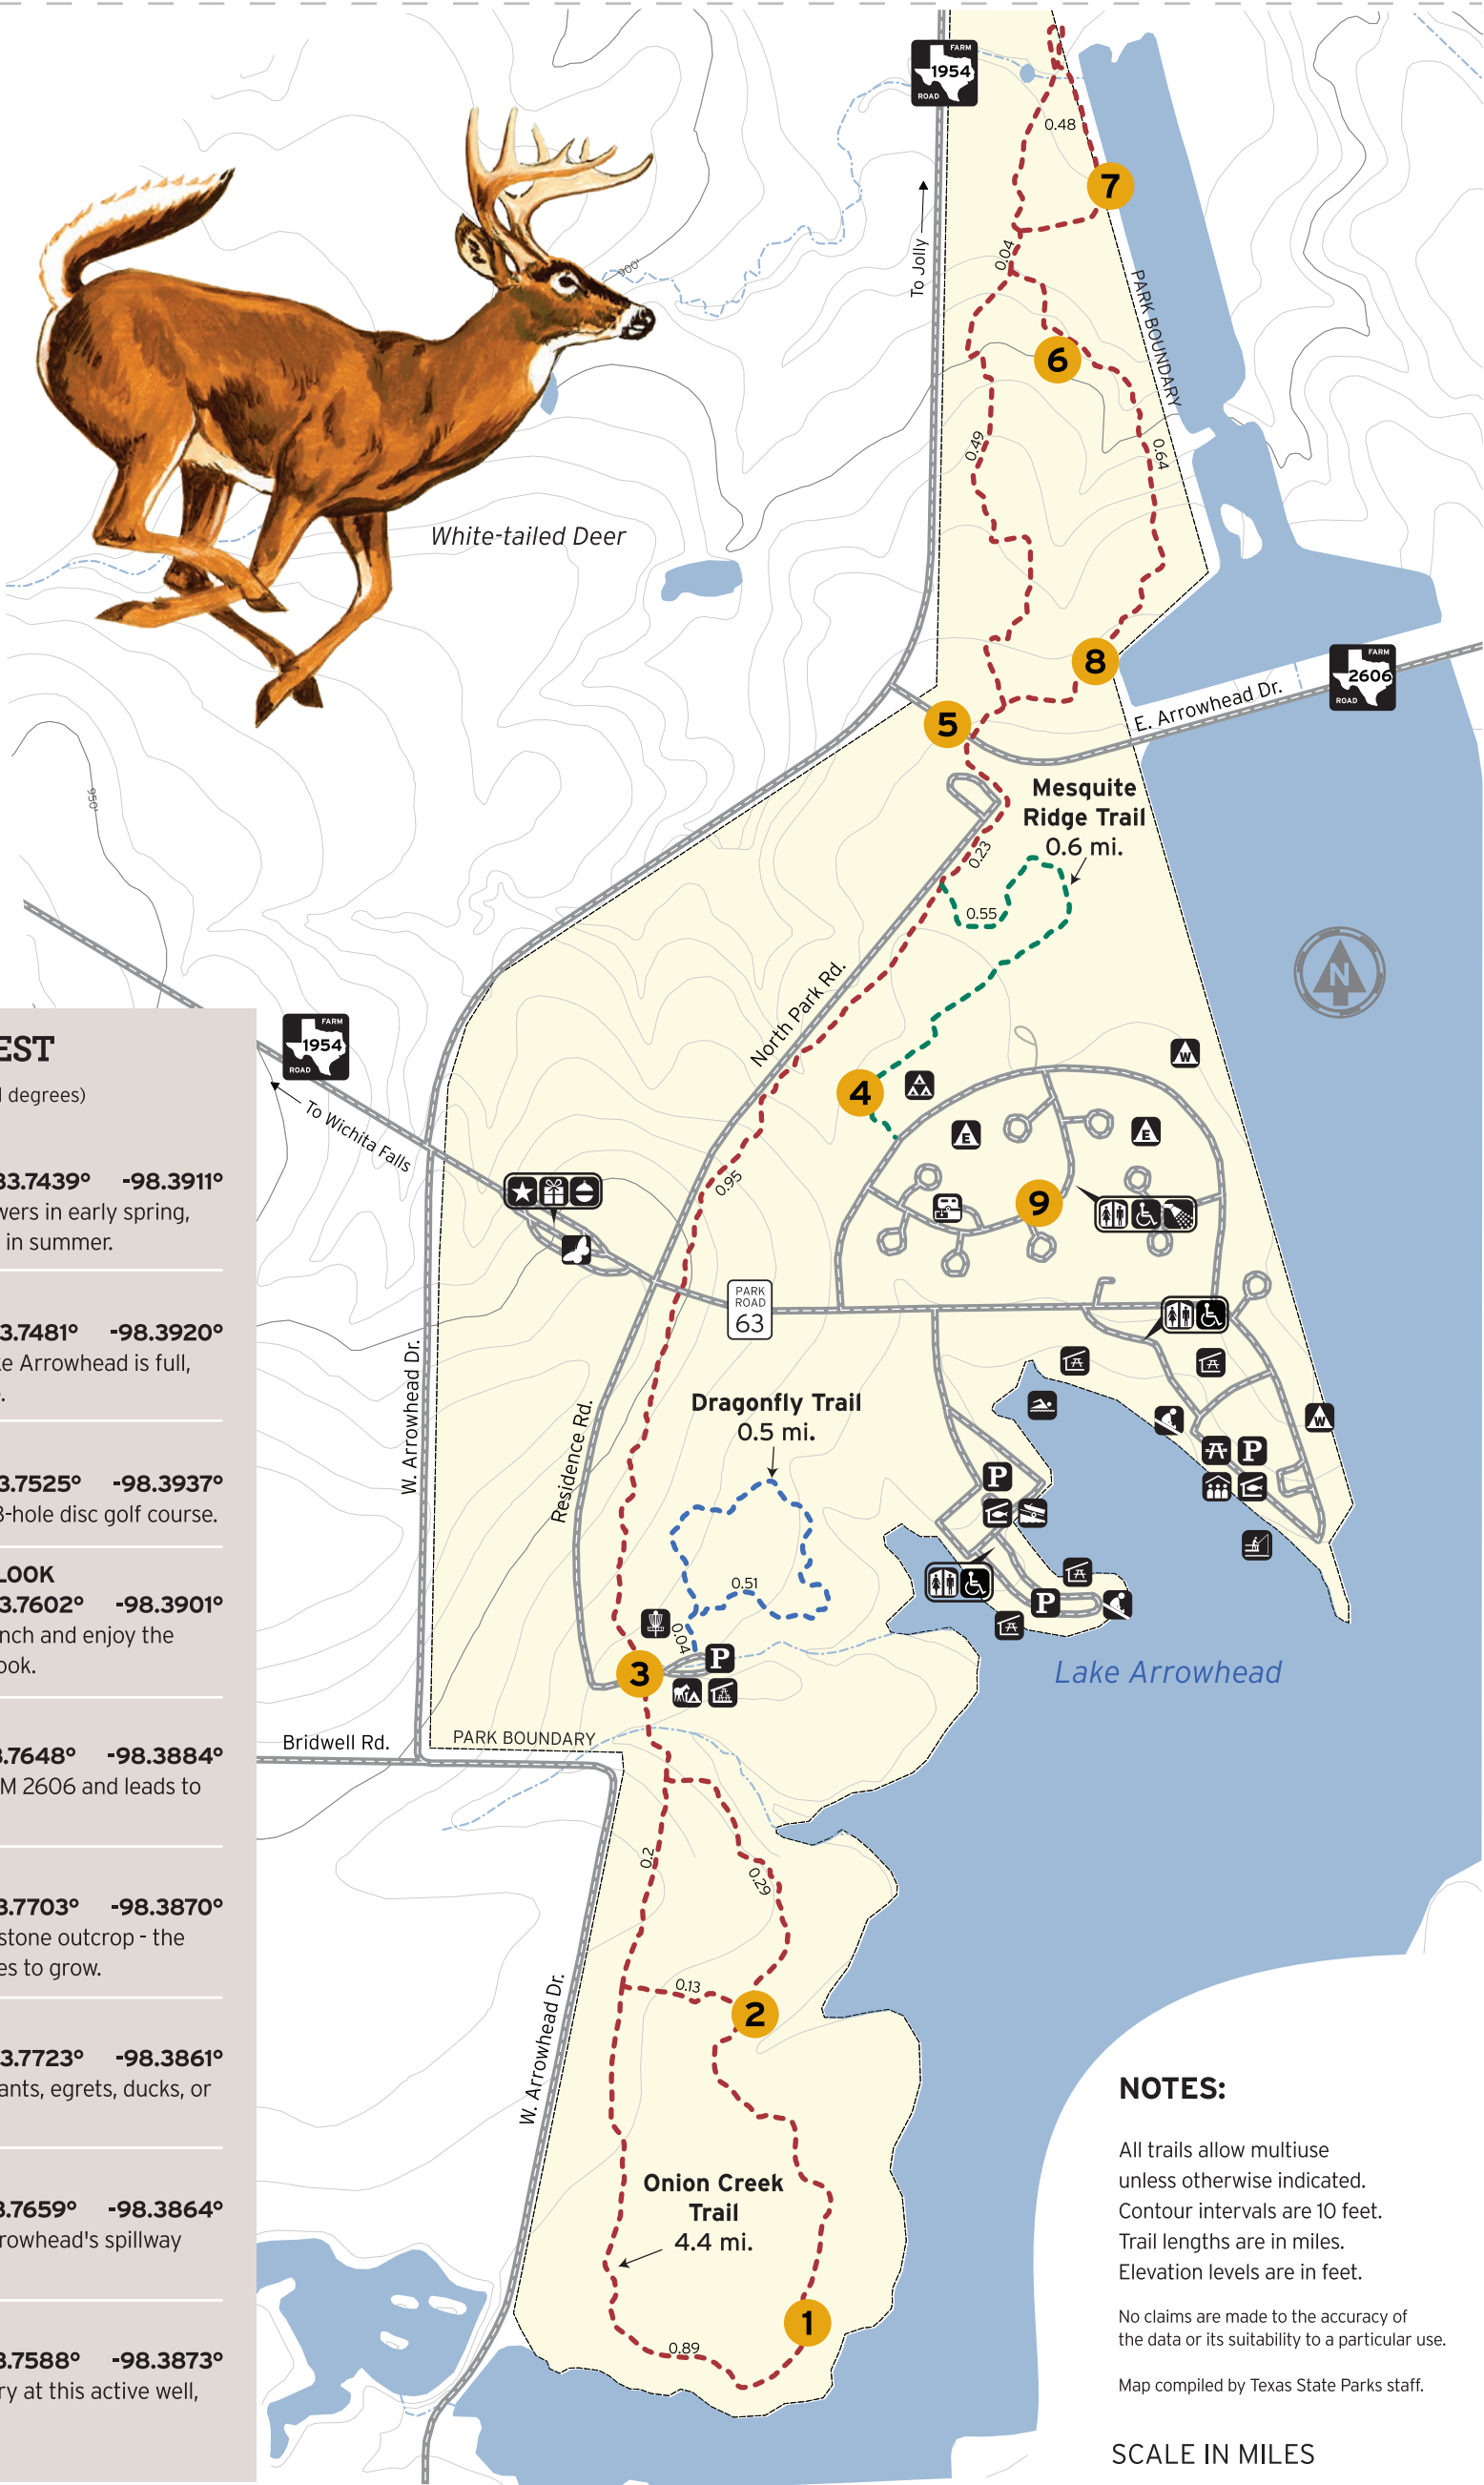 FARM
1954
ROAD
0.48
7
To Jolly
0.04
PARK BOUNDARY
900'
6
0.49
0.64
White-tailed Deer
8
FARM
2606
ROAD
E. Arrowhead Dr.
5
Mesquite
Ridge Trail
0.6 mi.
950'
0.23
0.55
N
North Park Rd.
FARM
1954
ROAD
To Wichita Falls
W
4
E
E
0.95
9
PARK
ROAD
63
W. Arrowhead Dr.
Residence Rd.
Dragonfly Trail
0.5 mi.
W
P
P
0.51
P
0.04
P
3
Lake Arrowhead
Bridwell Rd.
PARK BOUNDARY
0.2
0.29
0.13
2
W. Arrowhead Dr.
Onion Creek
Trail
4.4 mi.
1
0.89
EST
degrees)
33.7439° -98.3911°
wers in early spring,
in summer.
3.7481° -98.3920°
ke Arrowhead is full,
3.7525° -98.3937°
-hole disc golf course.
LOOK
3.7602° -98.3901°
nch and enjoy the
ook.
3.7648° -98.3884°
M 2606 and leads to
3.7703° -98.3870°
stone outcrop - the
es to grow.
3.7723° -98.3861°
ants, egrets, ducks, or
3.7659° -98.3864°
rrowhead's spillway
3.7588° -98.3873°
ry at this active well,
NOTES:
All trails allow multiuse
unless otherwise indicated.
Contour intervals are 10 feet.
Trail lengths are in miles.
Elevation levels are in feet.
No claims are made to the accuracy of
the data or its suitability to a particular use.
Map compiled by Texas State Parks staff.
SCALE IN MILES